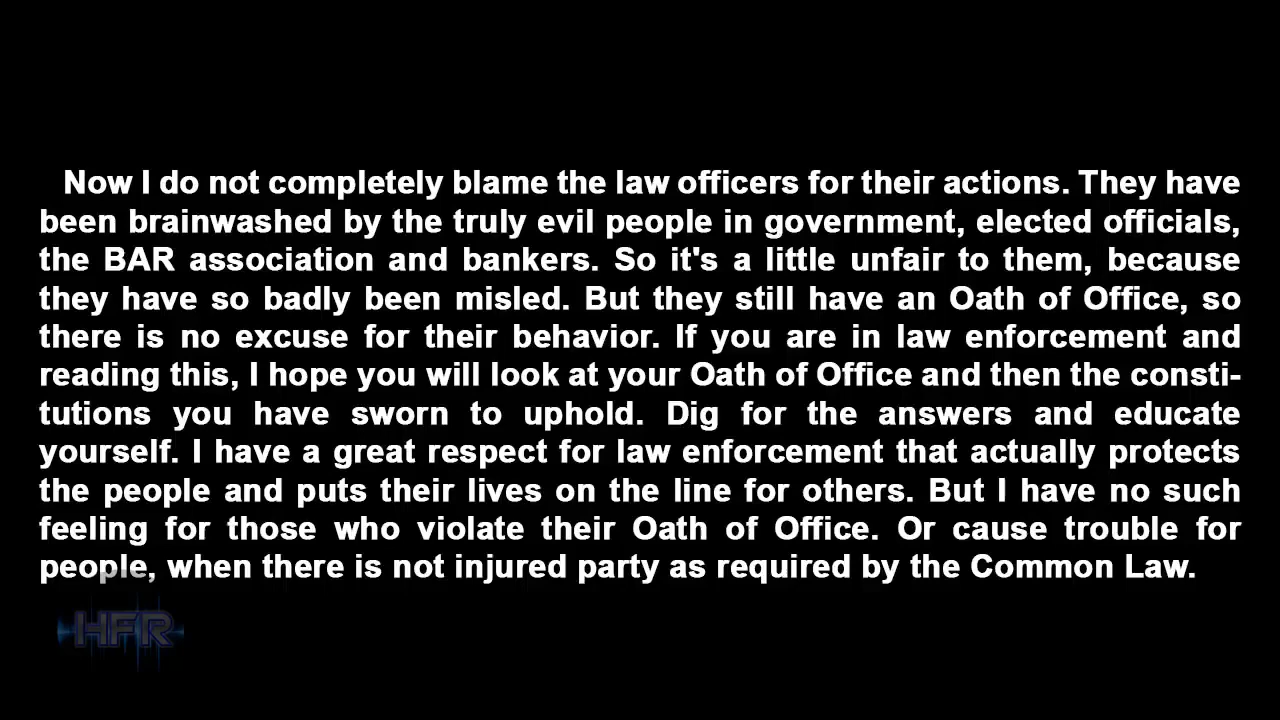 Now I do not completely blame the law officers for their actions. They have
been brainwashed by the truly evil people in government, elected officials,
the BAR association and bankers. So it's a little unfair to them, because
they have so badly been misled. But they still have an Oath of Office, so
there is no excuse for their behavior. If you are in law enforcement and
reading this, I hope you will look at your Oath of Office and then the consti-
tutions you have sworn to uphold. Dig for the answers and educate
yourself. I have a great respect for law enforcement that actually protects
the people and puts their lives on the line for others. But I have no such
feeling for those who violate their Oath of Office. Or cause trouble for
people, when there is not injured party as required by the Common Law.
HFR